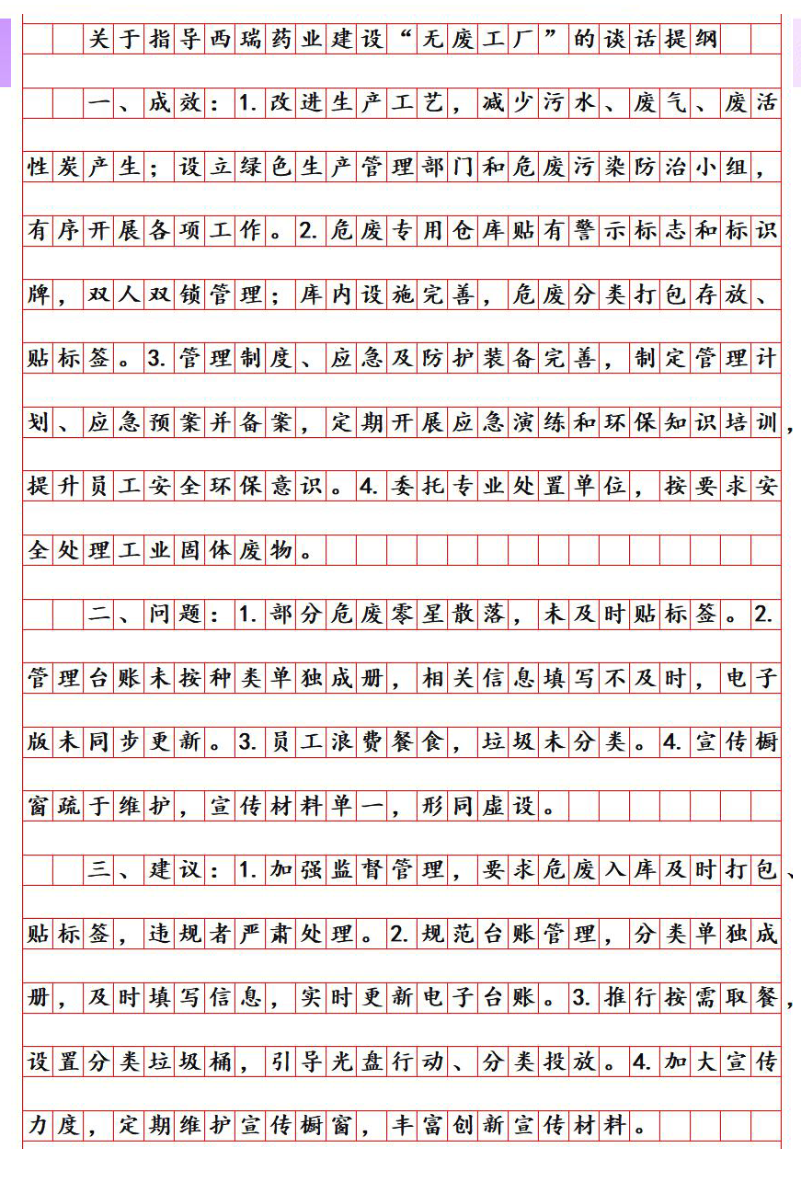 关于指导西瑞药业建设“无废工厂”的谈话提纲
一、成效：1.改进生产工艺，减少污水、废气、废活
性炭产生；设立绿色生产管理部门和危废污染防治小组，
有序开展各项工作。2.危废专用仓库贴有警示标志和标识
牌，双人双锁管理；库内设施完善，危废分类打包存放、
贴标签。3.管理制度、应急及防护装备完善，制定管理计
划、应急预案并备案，定期开展应急演练和环保知识培训，
提升员工安全环保意识。4.委托专业处置单位，按要求安
全处理工业固体废物。
二、问题：1.部分危废零星散落，未及时贴标签。2.
管理台账未按种类单独成册，相关信息填写不及时，电子
版未同步更新。3.员工浪费餐食，垃圾未分类。4.宣传橱
窗疏于维护，宣传材料单一，形同虚设。
三、建议：1.加强监督管理，要求危废入库及时打包、
贴标签，违规者严肃处理。2.规范台账管理，分类单独成
册，及时填写信息，实时更新电子台账。3.推行按需取餐，
设置分类垃圾桶，引导光盘行动、分类投放。4.加大宣传
力度，定期维护宣传橱窗，丰富创新宣传材料。